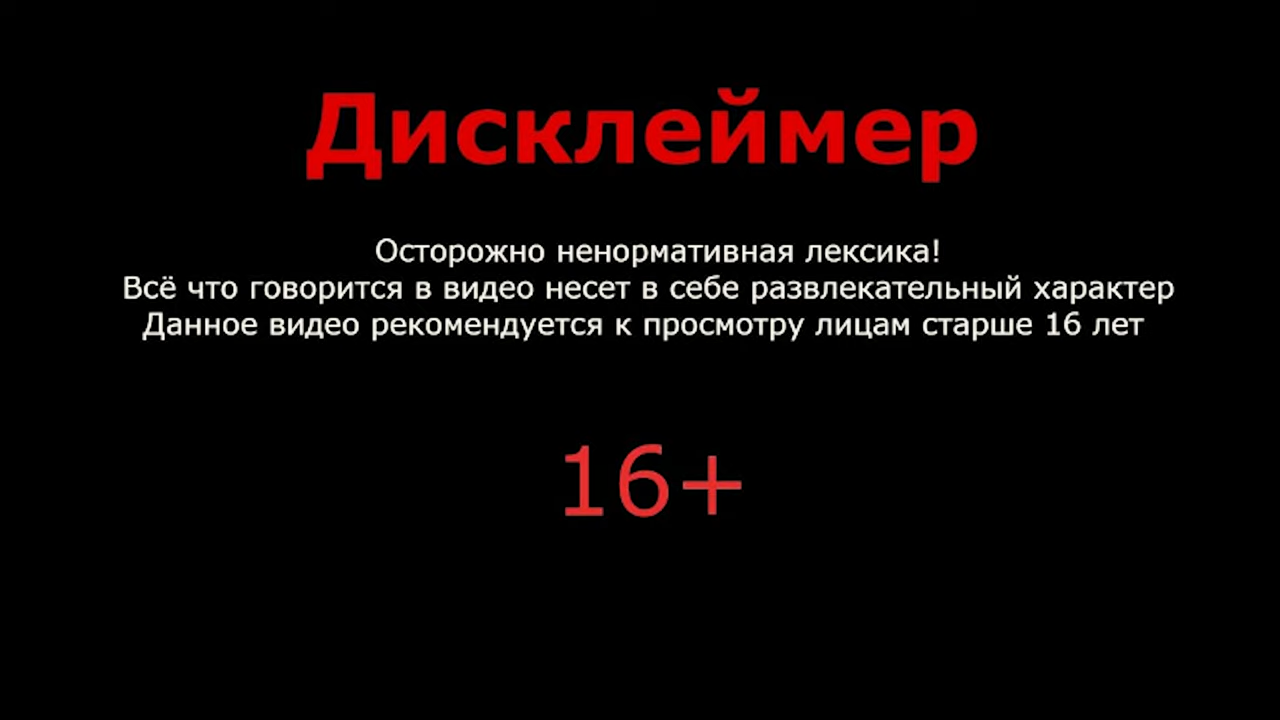 Дисклеймер
Осторожно ненормативная лексика!
Всё что говорится в видео несет в себе развлекательный характер
Данное видео рекомендуется к просмотру лицам старше 16 лет
16+